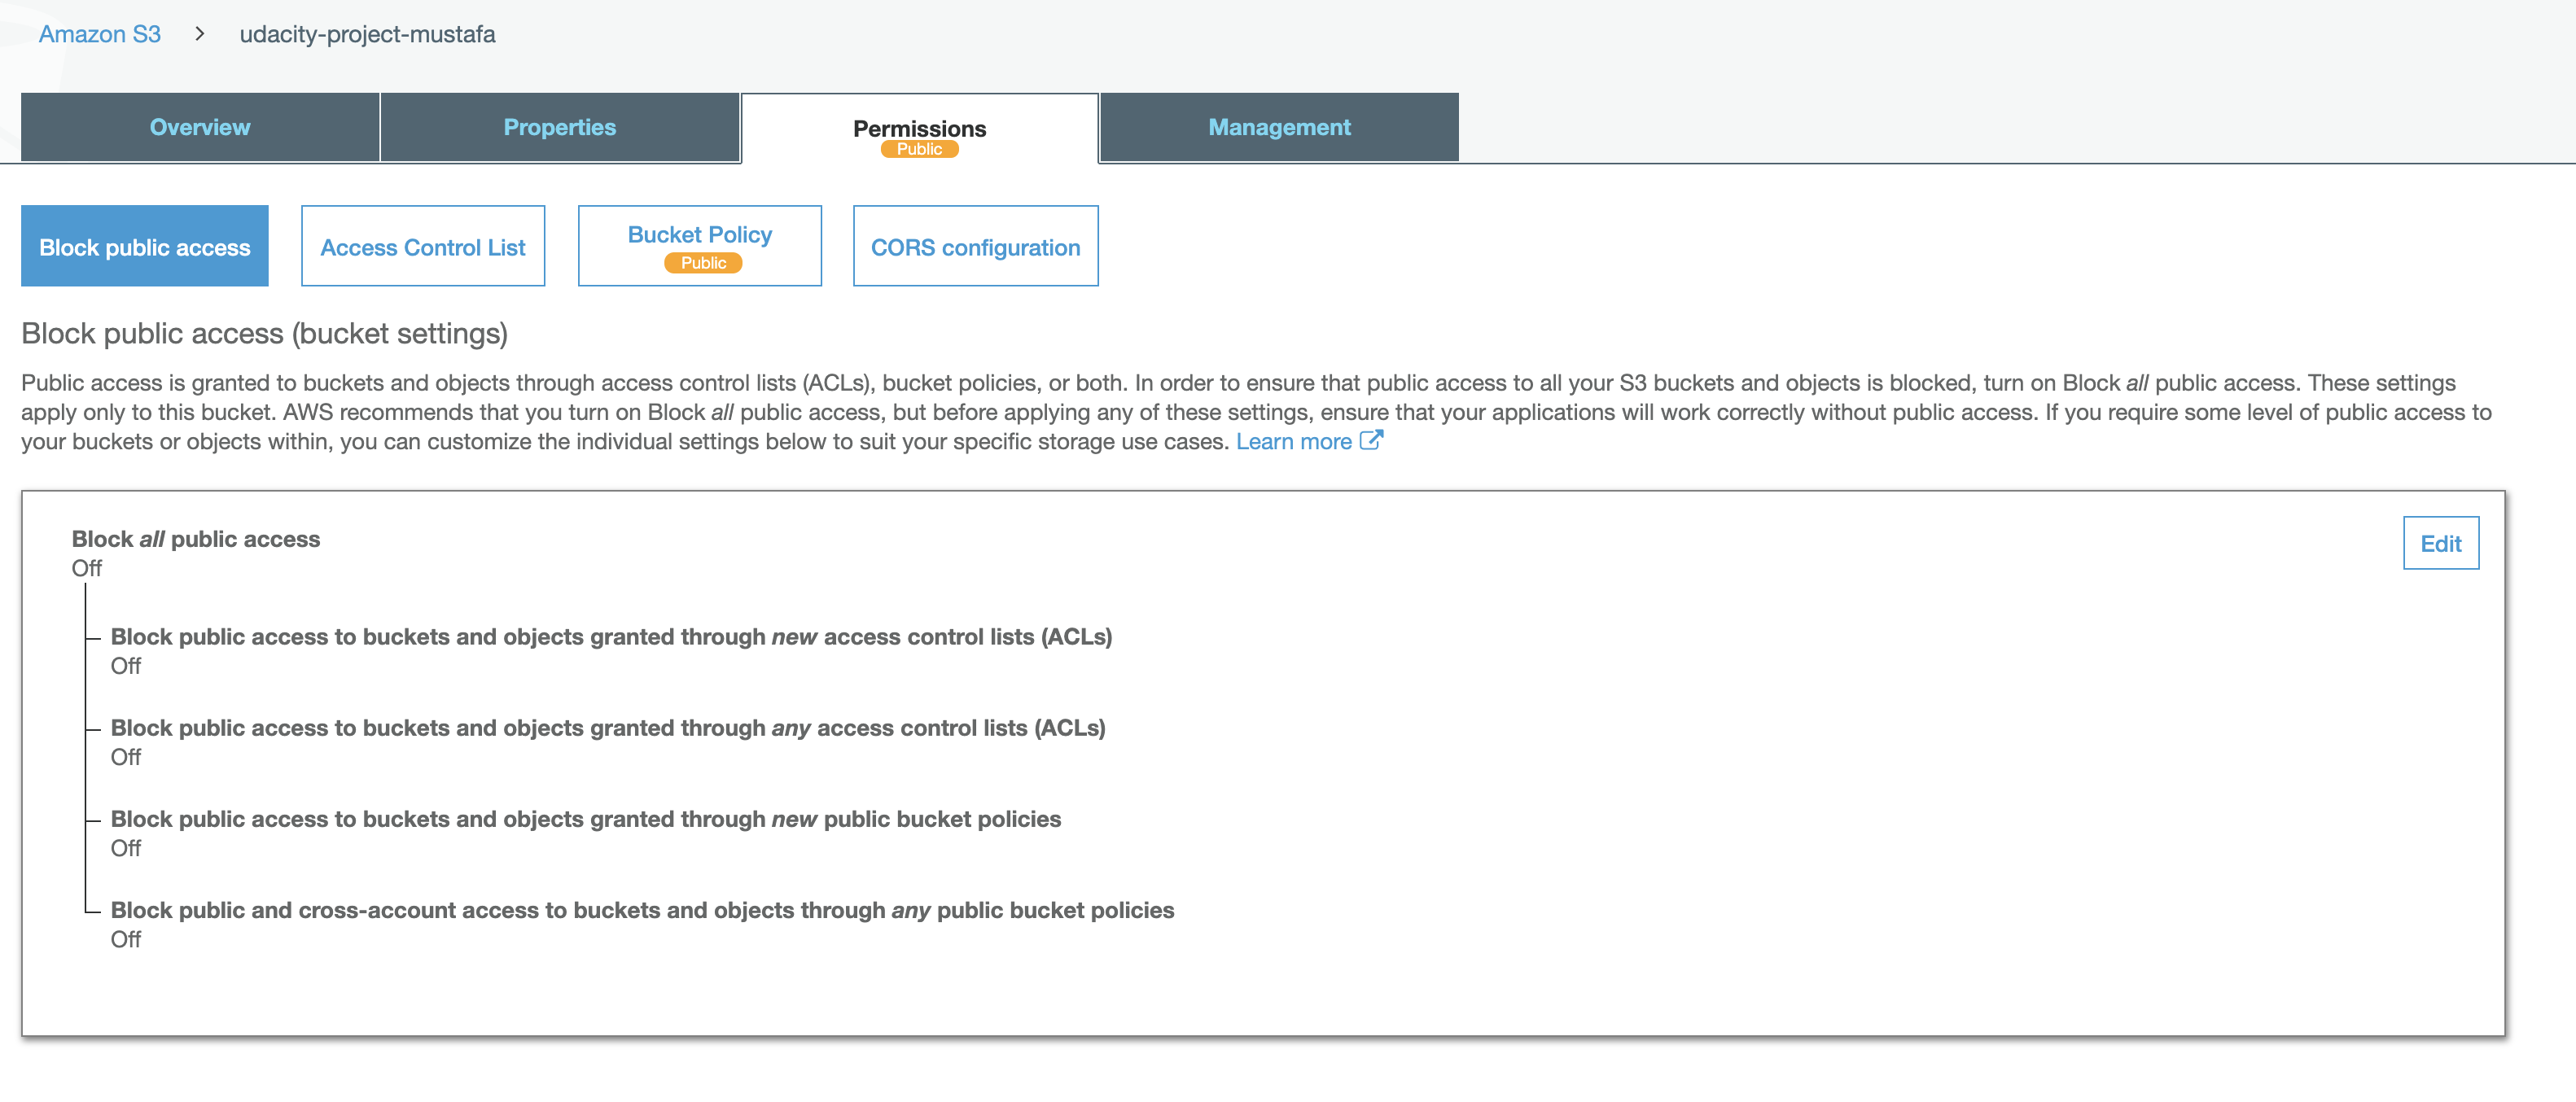 Amazon S3 > udacity-project-mustafa
Overview
Properties
Permissions
Public
Management
Block public access
Access Control List
Bucket Policy
Public
CORS configuration
Block public access (bucket settings)
Public access is granted to buckets and objects through access control lists (ACLs), bucket policies, or both. In order to ensure that public access to all your S3 buckets and objects is blocked, turn on Block all public access. These settings
apply only to this bucket. AWS recommends that you turn on Block all public access, but before applying any of these settings, ensure that your applications will work correctly without public access. If you require some level of public access to
your buckets or objects within, you can customize the individual settings below to suit your specific storage use cases. Learn more
Block all public access
Edit
Off
Block public access to buckets and objects granted through new access control lists (ACLs)
Off
Block public access to buckets and objects granted through any access control lists (ACLs)
Off
Block public access to buckets and objects granted through new public bucket policies
Off
Block public and cross-account access to buckets and objects through any public bucket policies
Off